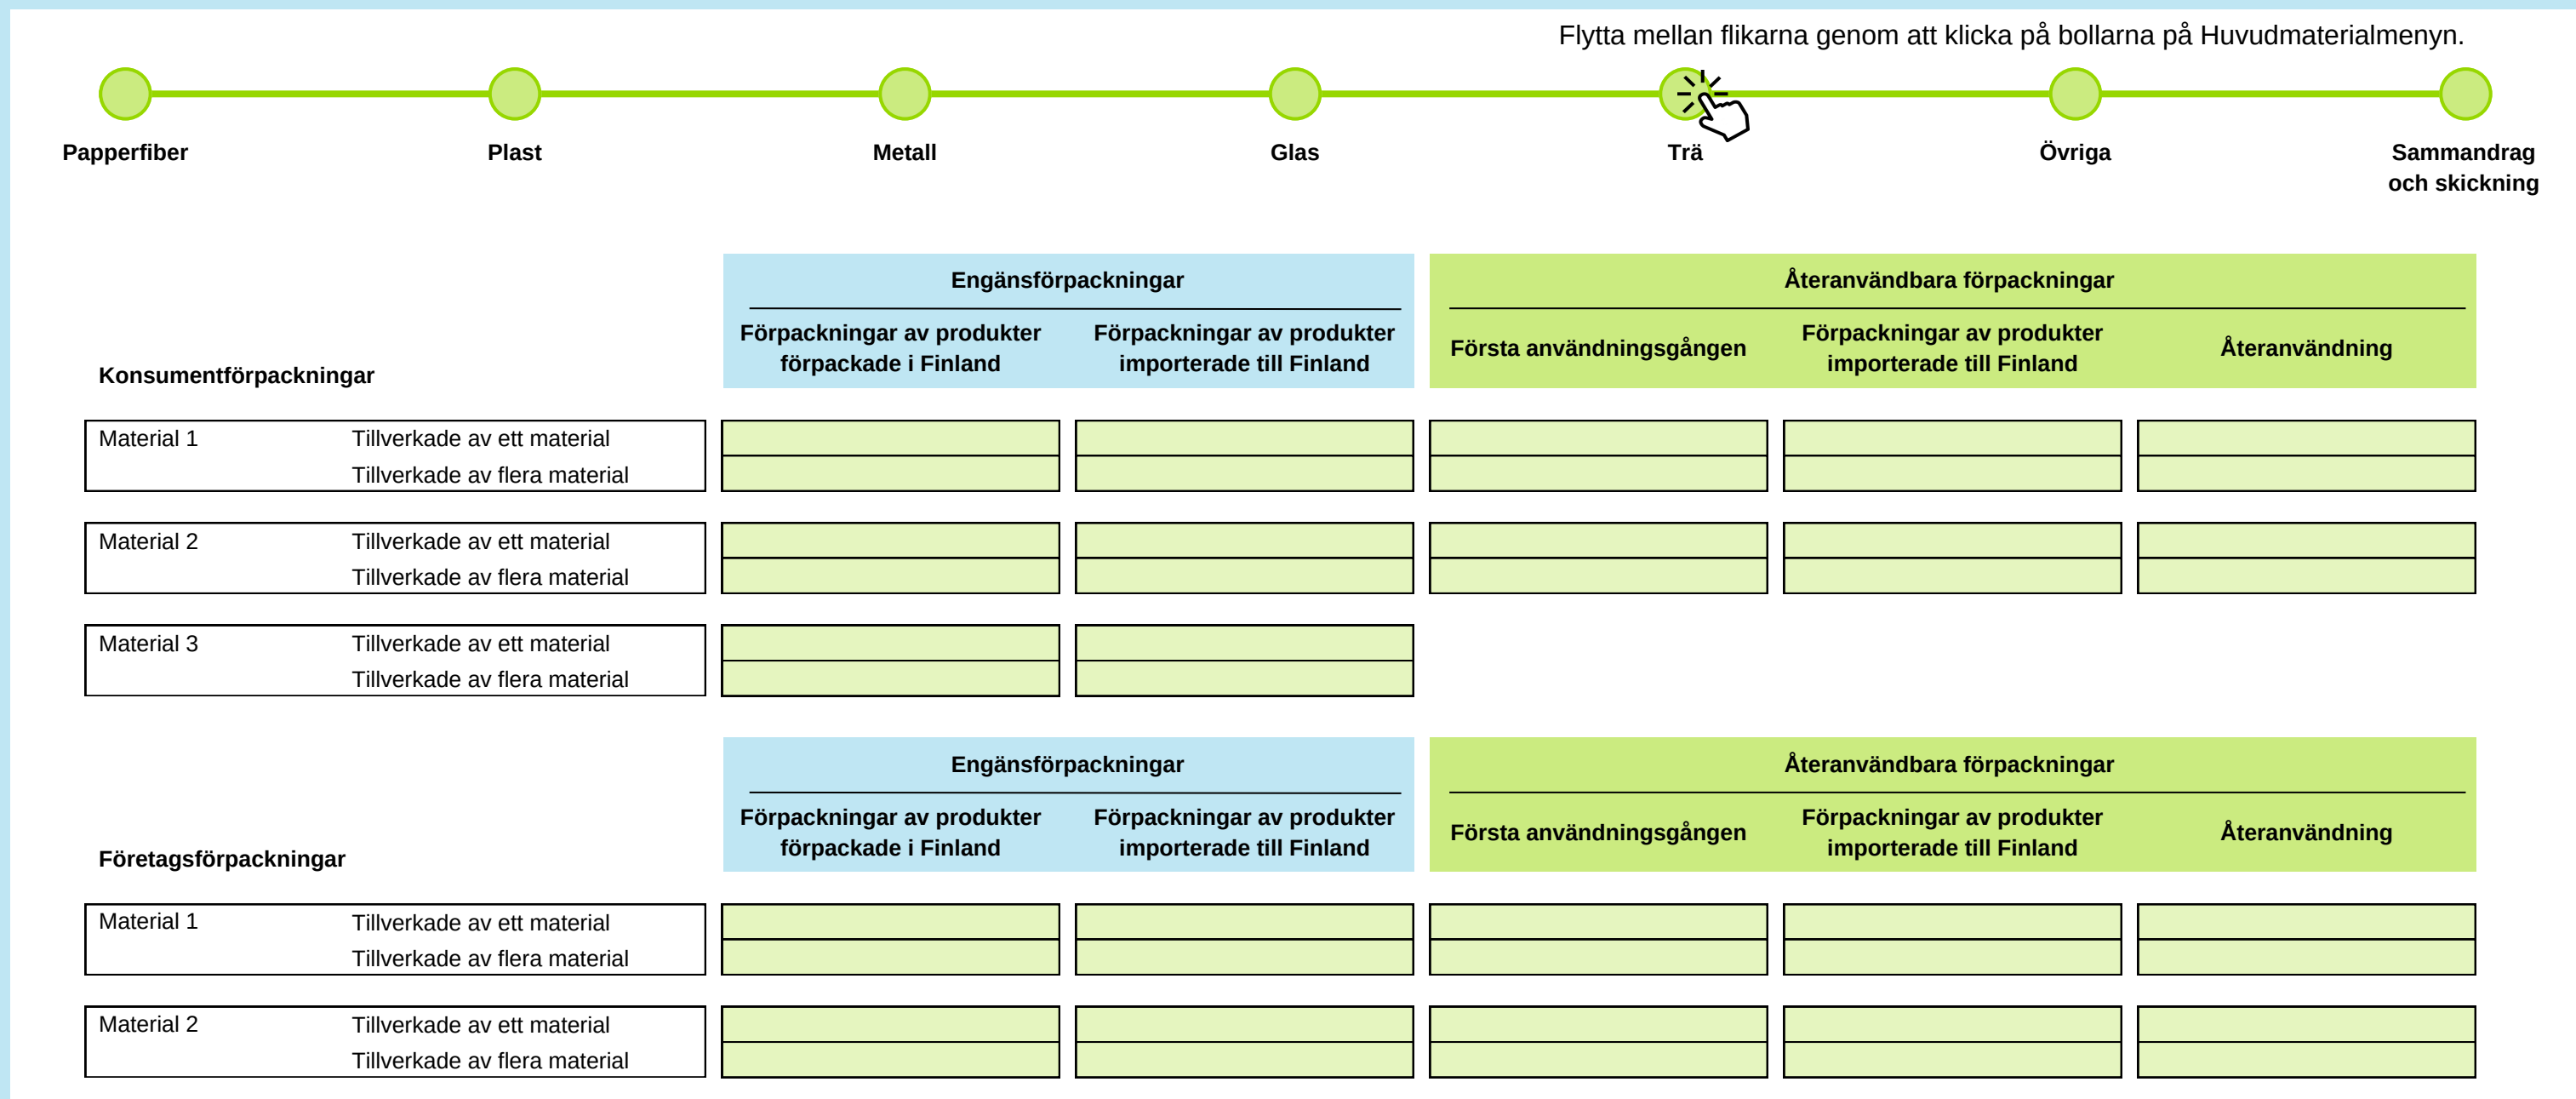 Flytta mellan flikarna genom att klicka på bollarna på Huvudmaterialmenyn.
Papperfiber
Plast
Metall
Glas
Trä
Övriga
Sammandrag
och skickning
Engänsförpackningar
Återanvändbara förpackningar
Förpackningar av produkter
förpackade i Finland
Förpackningar av produkter
importerade till Finland
Första användningsgången
Förpackningar av produkter
importerade till Finland
Återanvändning
Konsumentförpackningar
Material 1
Tillverkade av ett material
Tillverkade av flera material
Material 2
Tillverkade av ett material
Tillverkade av flera material
Material 3
Tillverkade av ett material
Tillverkade av flera material
Engänsförpackningar
Återanvändbara förpackningar
Förpackningar av produkter
förpackade i Finland
Förpackningar av produkter
importerade till Finland
Första användningsgången
Förpackningar av produkter
importerade till Finland
Återanvändning
Företagsförpackningar
Material 1
Tillverkade av ett material
Tillverkade av flera material
Material 2
Tillverkade av ett material
Tillverkade av flera material